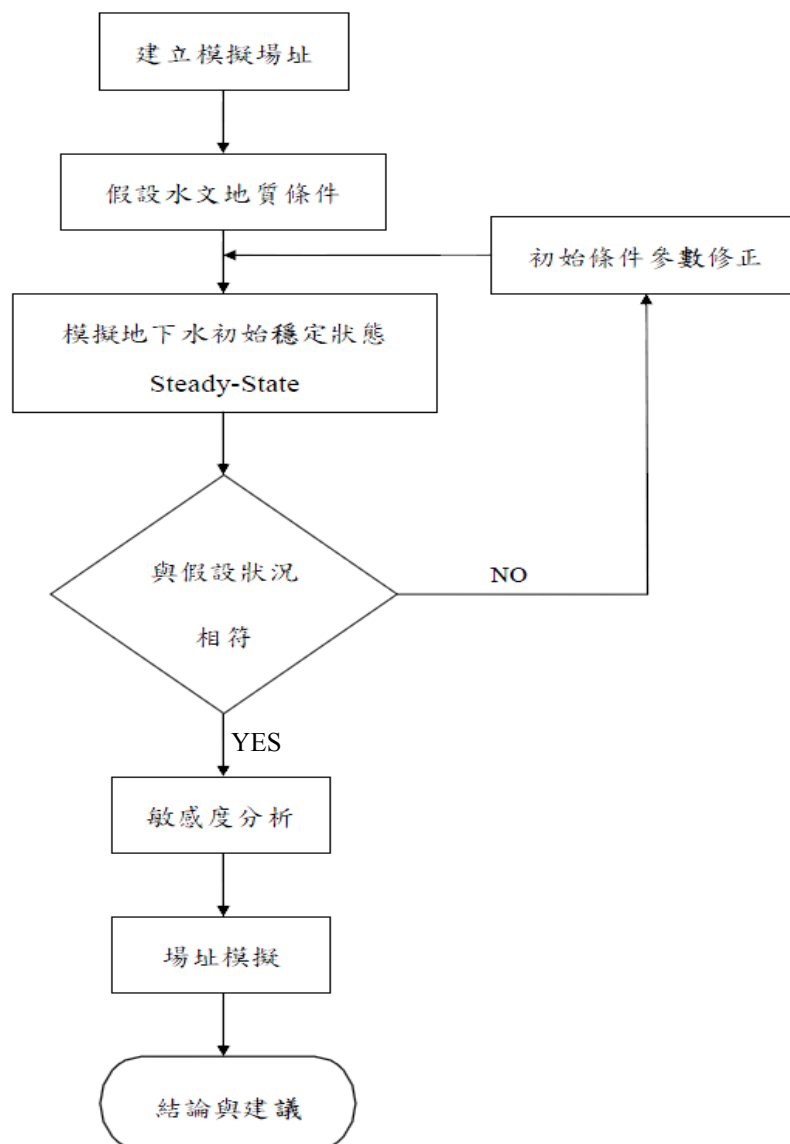 建立模擬場址
假設水文地質條件
初始條件參數修正
模擬地下水初始穩定狀態
Steady-State
與假設狀況
相符
NO
YES
敏感度分析
場址模擬
結論與建議